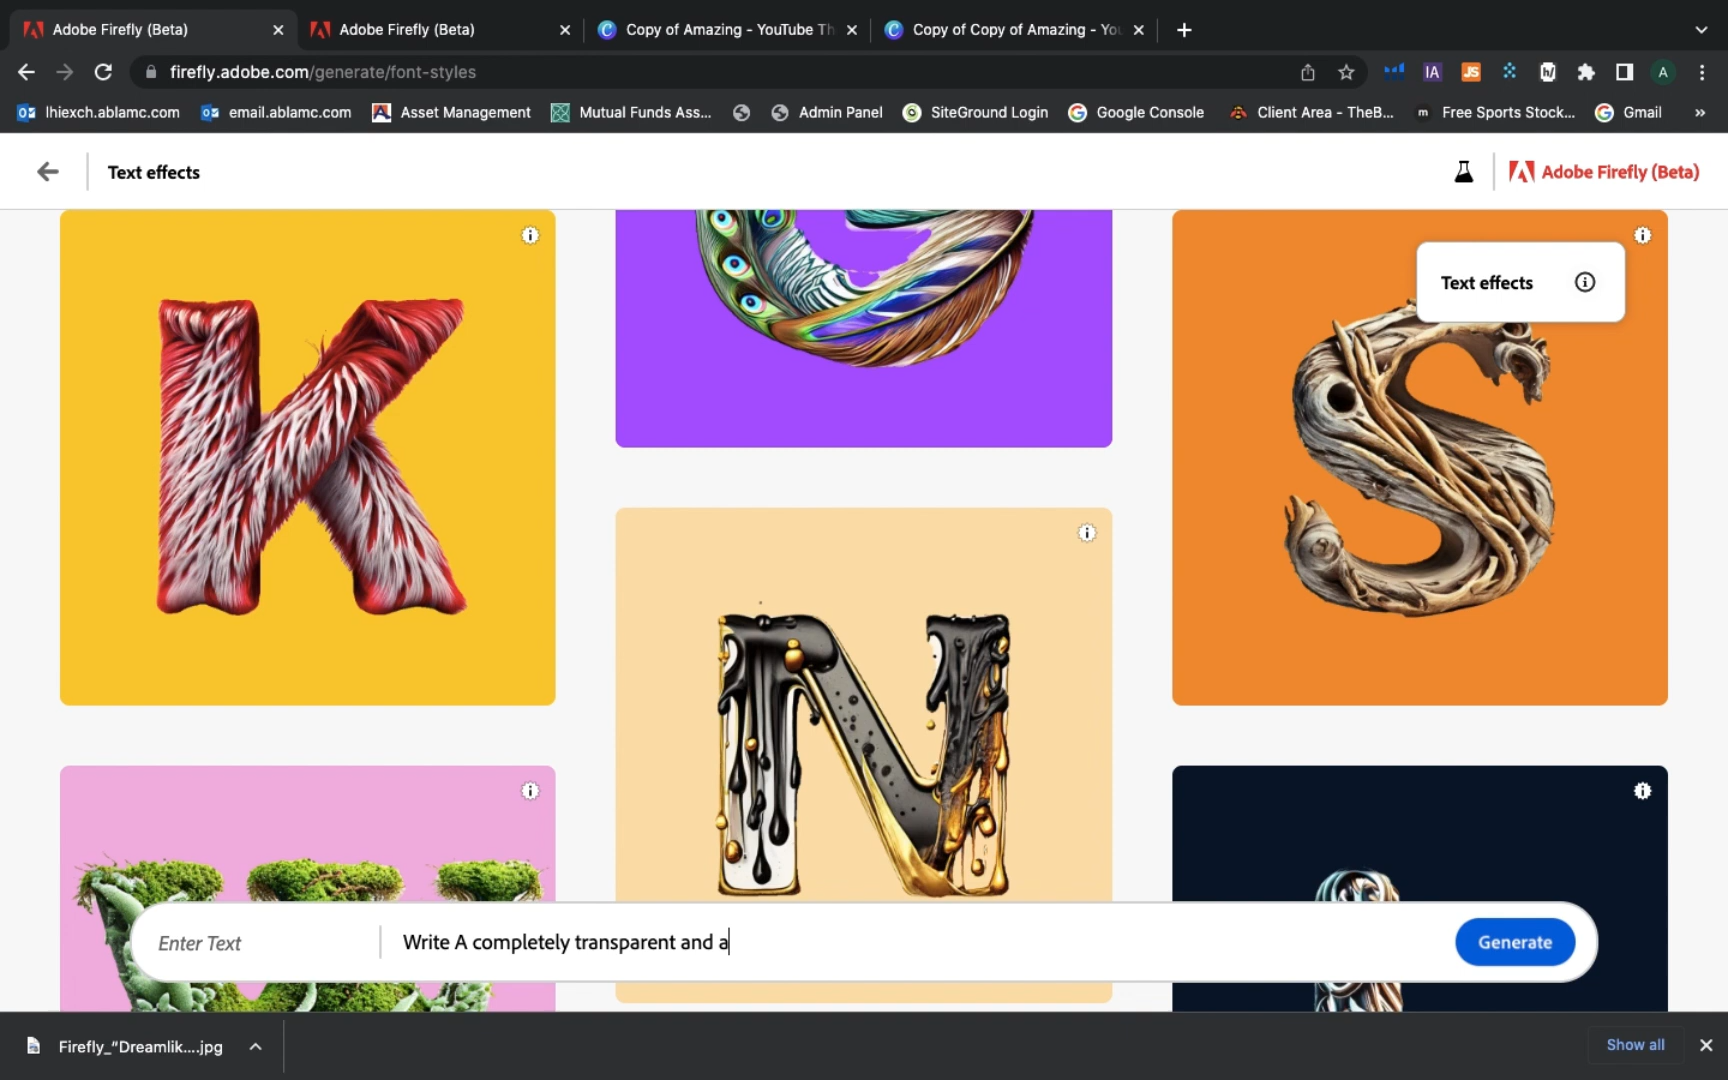 Adobe Firefly (Beta)
Adobe Firefly (Beta)
Copy of Amazing - YouTube Th
Copy of Copy of Amazing - You
firefly.adobe.com/generate/font-styles
IA
JS
A
lhiexch.ablamc.com
email.ablamc.com
Asset Management
Mutual Funds Ass...
Admin Panel
SiteGround Login
Google Console
Client Area - TheB...
m
Free Sports Stock...
Gmail
Text effects
Adobe Firefly (Beta)
Text effects
K
S
N
Enter Text
Write A completely transparent and a
Generate
Firefly_"Dreamlik....jpg
Show all